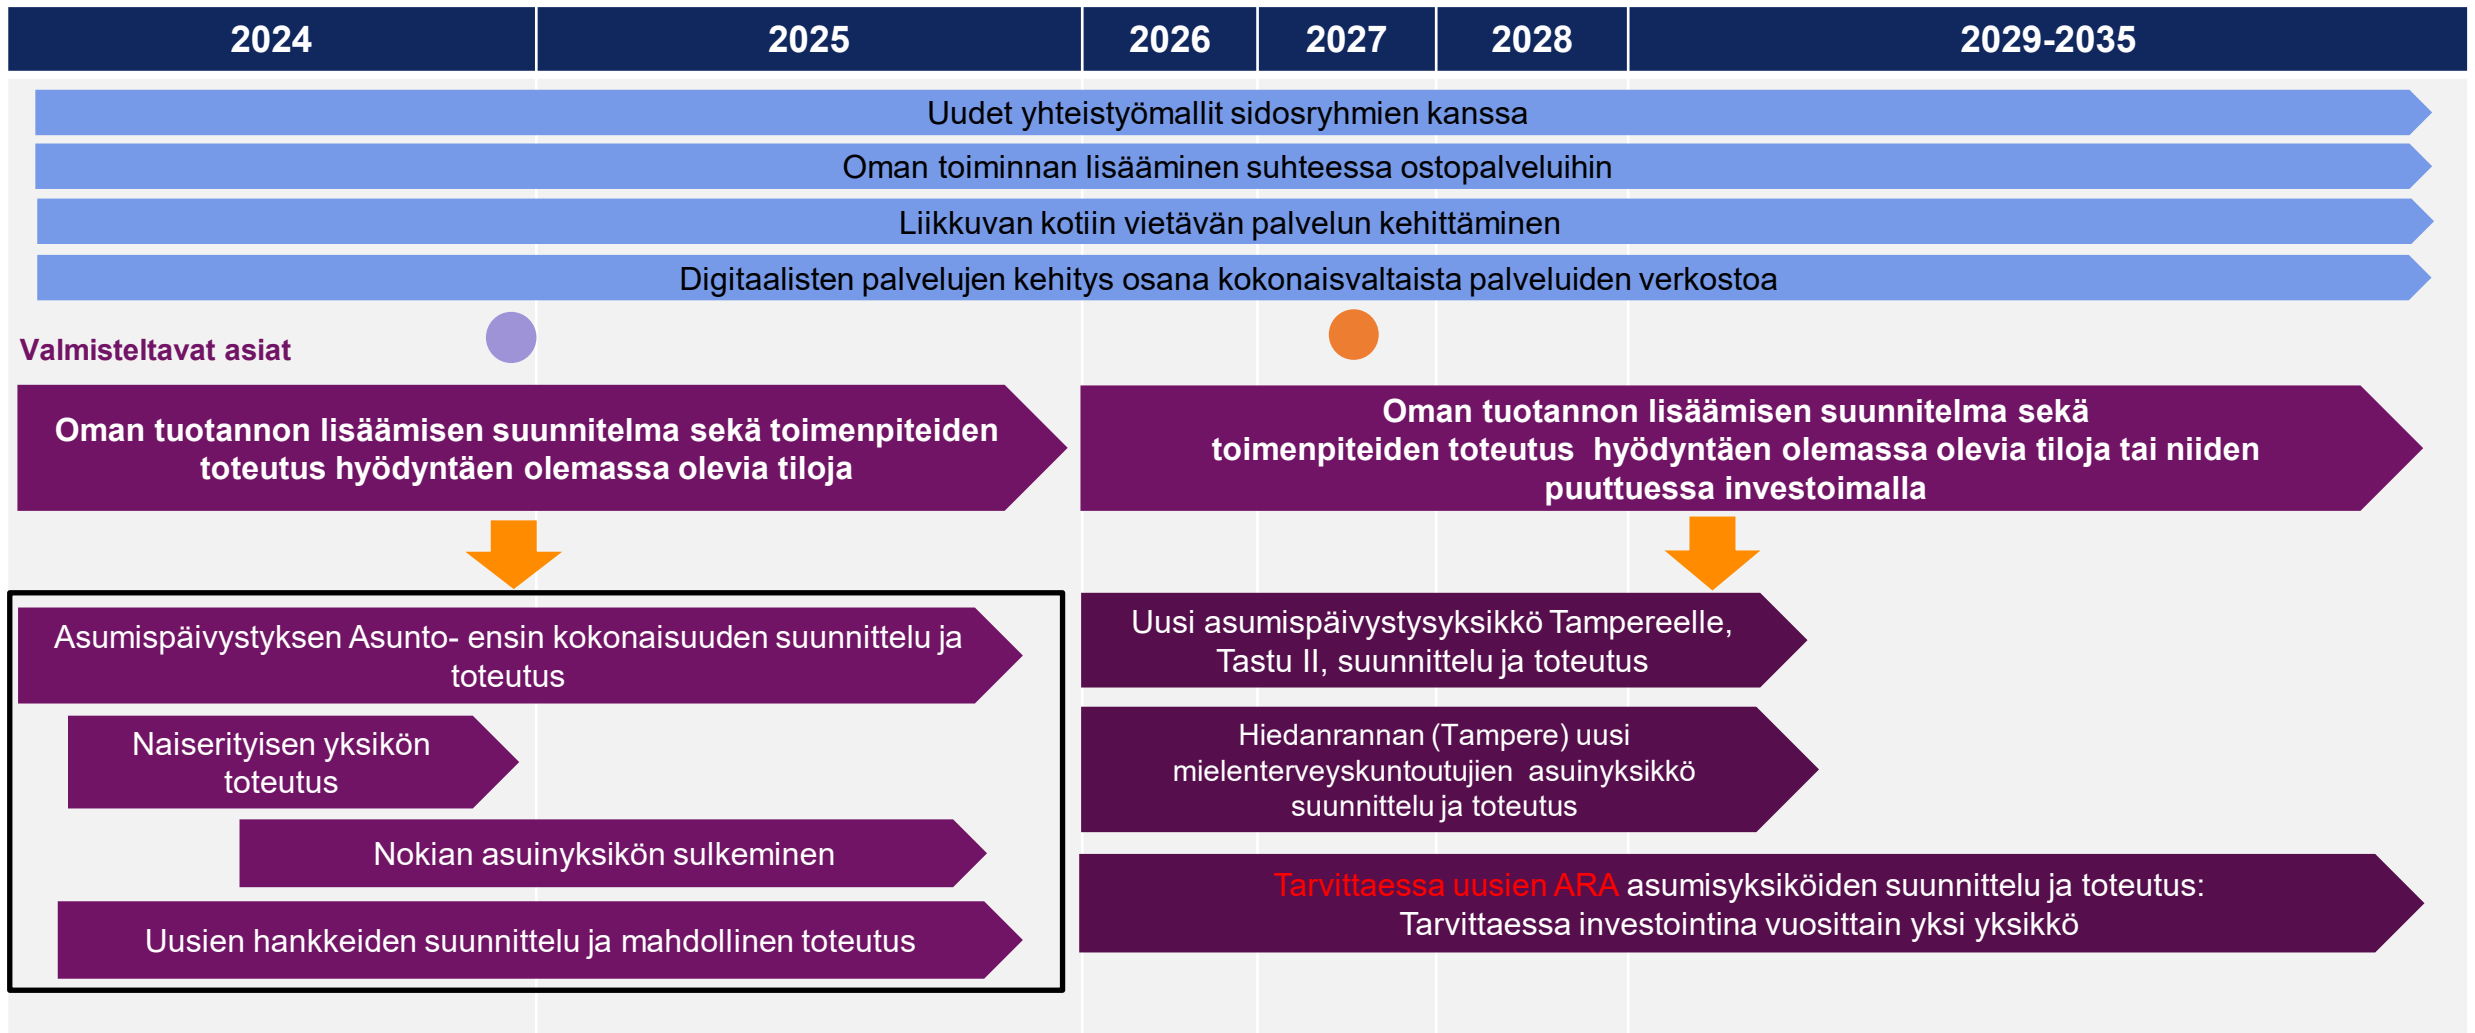 2024
2025
2026
2027
2028
2029-2035
Uudet yhteistyömallit sidosryhmien kanssa
Oman toiminnan lisääminen suhteessa ostopalveluihin
Liikkuvan kotiin vietävän palvelun kehittäminen
Digitaalisten palvelujen kehitys osana kokonaisvaltaista palveluiden verkostoa
Valmisteltavat asiat
Oman tuotannon lisäämisen suunnitelma sekä toimenpiteiden
toteutus hyödyntäen olemassa olevia tiloja
Oman tuotannon lisäämisen suunnitelma sekä
toimenpiteiden toteutus hyödyntäen olemassa olevia tiloja tai niiden
puuttuessa investoimalla
Asumispäivystyksen Asunto- ensin kokonaisuuden suunnittelu ja
toteutus
Naiserityisen yksikön
toteutus
Nokian asuinyksikön sulkeminen
Uusien hankkeiden suunnittelu ja mahdollinen toteutus
Uusi asumispäivystysyksikkö Tampereelle,
Tastu II, suunnittelu ja toteutus
Hiedanrannan (Tampere) uusi
mielenterveyskuntoutujien asuinyksikkö
suunnittelu ja toteutus
Tarvittaessa uusien ARA asumisyksiköiden suunnittelu ja toteutus:
Tarvittaessa investointina vuosittain yksi yksikkö